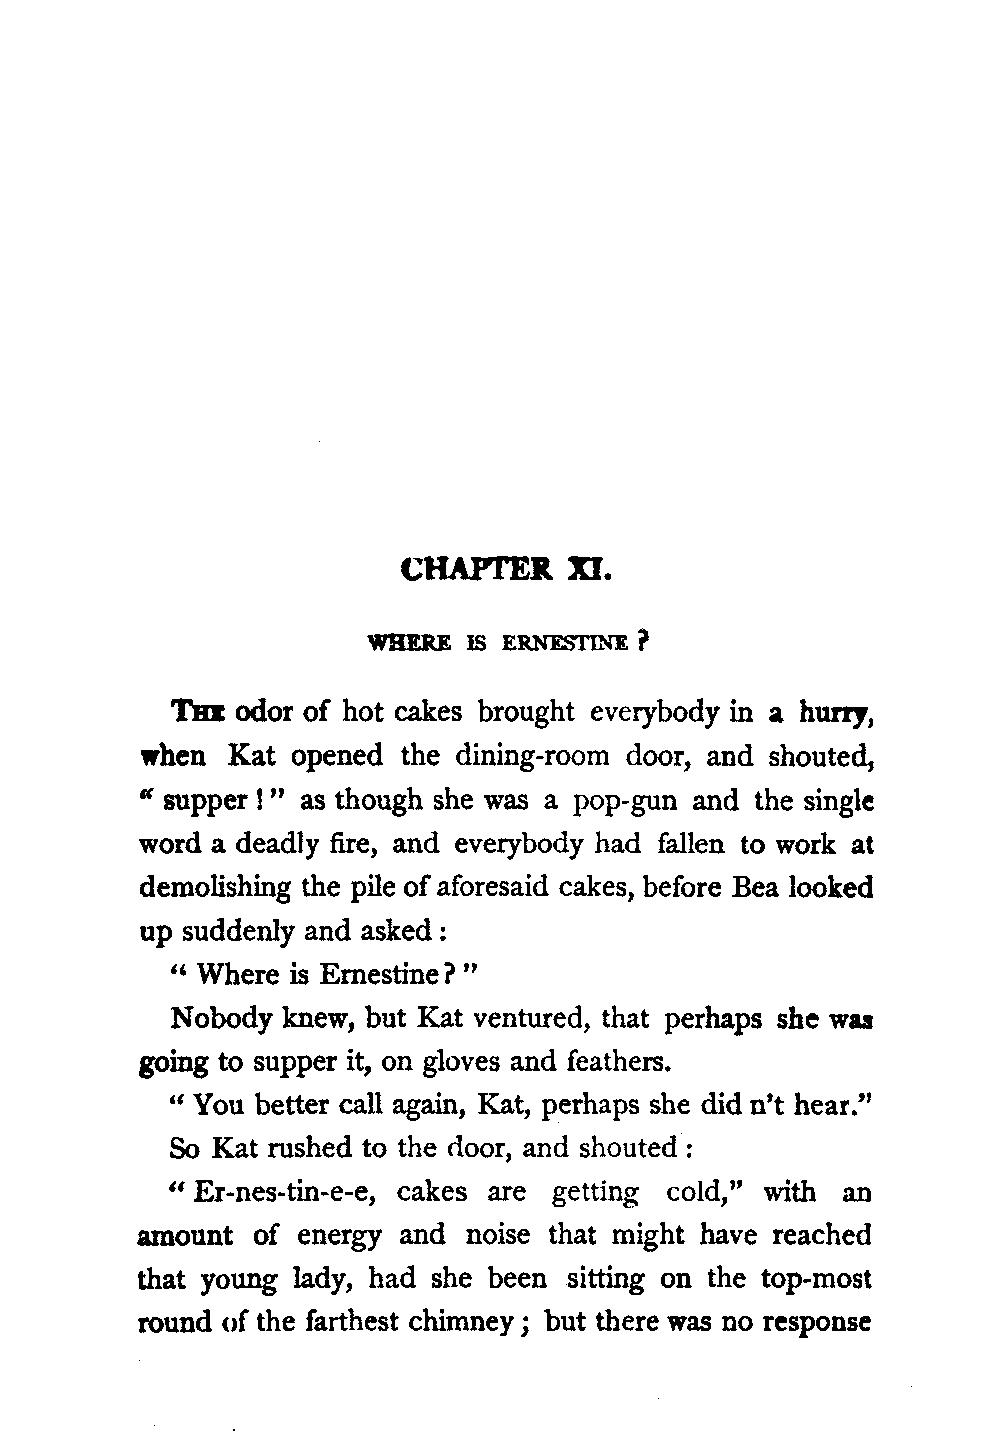 CHAPTER XI.
WHERE IS ERNESTINE?
THE odor of hot cakes brought everybody in a hurry,
when Kat opened the dining-room door, and shouted,
"supper!" as though she was a pop-gun and the single
word a deadly fire, and everybody had fallen to work at
demolishing the pile of aforesaid cakes, before Bea looked
up suddenly and asked:
"Where is Ernestine?"
Nobody knew, but Kat ventured, that perhaps she was
going to supper it, on gloves and feathers.
"You better call again, Kat, perhaps she did n't hear."
So Kat rushed to the door, and shouted:
"Er-nes-tin-e-e, cakes are getting cold," with an
amount of energy and noise that might have reached
that young lady, had she been sitting on the top-most
round of the farthest chimney; but there was no response